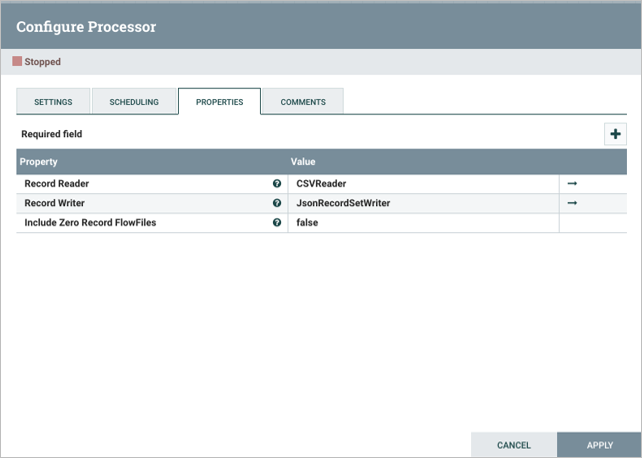 Configure Processor
Stopped
SETTINGS SCHEDULING PROPERTIES COMMENTS
Required field
Property Value
Record Reader CSVReader
Record Writer JsonRecordSetWriter
Include Zero Record FlowFiles false
CANCEL APPLY